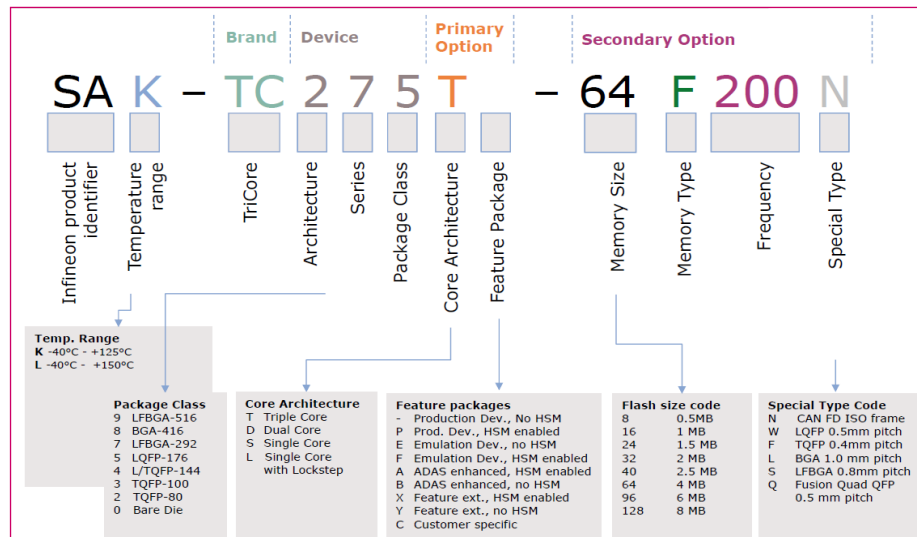 Brand Device Primary Option Secondary Option
SA K – TC 2 7 5 T – 64 F 200 N
Infineon product identifier
Temperature range
TriCore
Architecture
Series
Package Class
Core Architecture
Feature Package
Memory Size
Memory Type
Frequency
Special Type
Temp. Range
K -40°C - +125°C
L -40°C - +150°C
Package Class
9 LFBGA-516
8 BGA-416
7 LFBGA-292
5 LQFP-176
4 L/TQFP-144
3 TQFP-100
2 TQFP-80
0 Bare Die
Core Architecture
T Triple Core
D Dual Core
S Single Core
L Single Core
with Lockstep
Feature packages
- Production Dev., No HSM
P Prod. Dev., HSM enabled
E Emulation Dev., no HSM
F Emulation Dev., HSM enabled
A ADAS enhanced, HSM enabled
B ADAS enhanced, no HSM
X Feature ext., HSM enabled
Y Feature ext., no HSM
C Customer specific
Flash size code
8 0.5MB
16 1 MB
24 1.5 MB
32 2 MB
40 2.5 MB
64 4 MB
96 6 MB
128 8 MB
Special Type Code
N CAN FD ISO frame
W LQFP 0.5mm pitch
F TQFP 0.4mm pitch
L BGA 1.0 mm pitch
S LFBGA 0.8mm pitch
Q Fusion Quad QFP
0.5 mm pitch